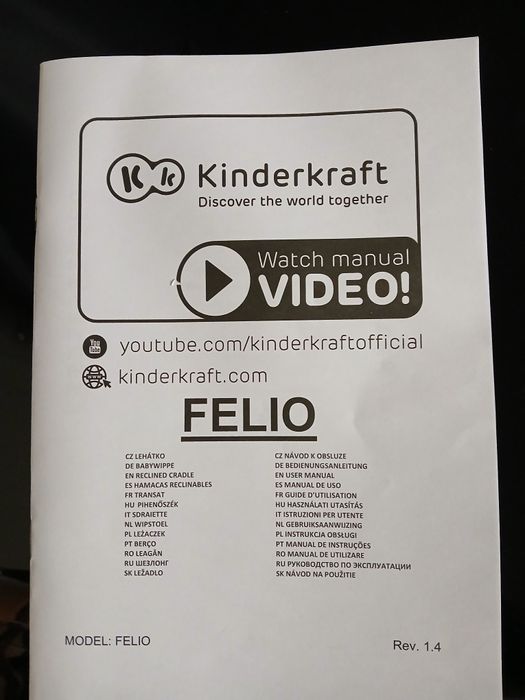 K k Kinderkraft
Discover the world together
Watch manual
VIDEO!
You Tube youtube.com/kinderkraftofficial
www kinderkraft.com
FELIO
CZ LEHÁTKO
DE BABYWIPPE
EN RECLINED CRADLE
ES HAMACAS RECLINABLES
FR TRANSAT
HU PIHENŐSZÉK
IT SDRAIETTE
NL WIPSTOEL
PL LEŻACZEK
PT BERÇO
RO LEAGĂN
RU ШЕЗЛОНГ
SK LEŽADLO
CZ NÁVOD K OBSLUZE
DE BEDIENUNGSANLEITUNG
EN USER MANUAL
ES MANUAL DE USO
FR GUIDE D'UTILISATION
HU HASZNÁLATI UTASÍTÁS
IT ISTRUZIONI PER UTENTE
NL GEBRUIKSAANWIJZING
PL INSTRUKCJA OBSŁUGI
PT MANUAL DE INSTRUÇÕES
RO MANUAL DE UTILIZARE
RU РУКОВОДСТВО ПО ЭКСПЛУАТАЦИИ
SK NÁVOD NA POUŽITIE
MODEL: FELIO
Rev. 1.4